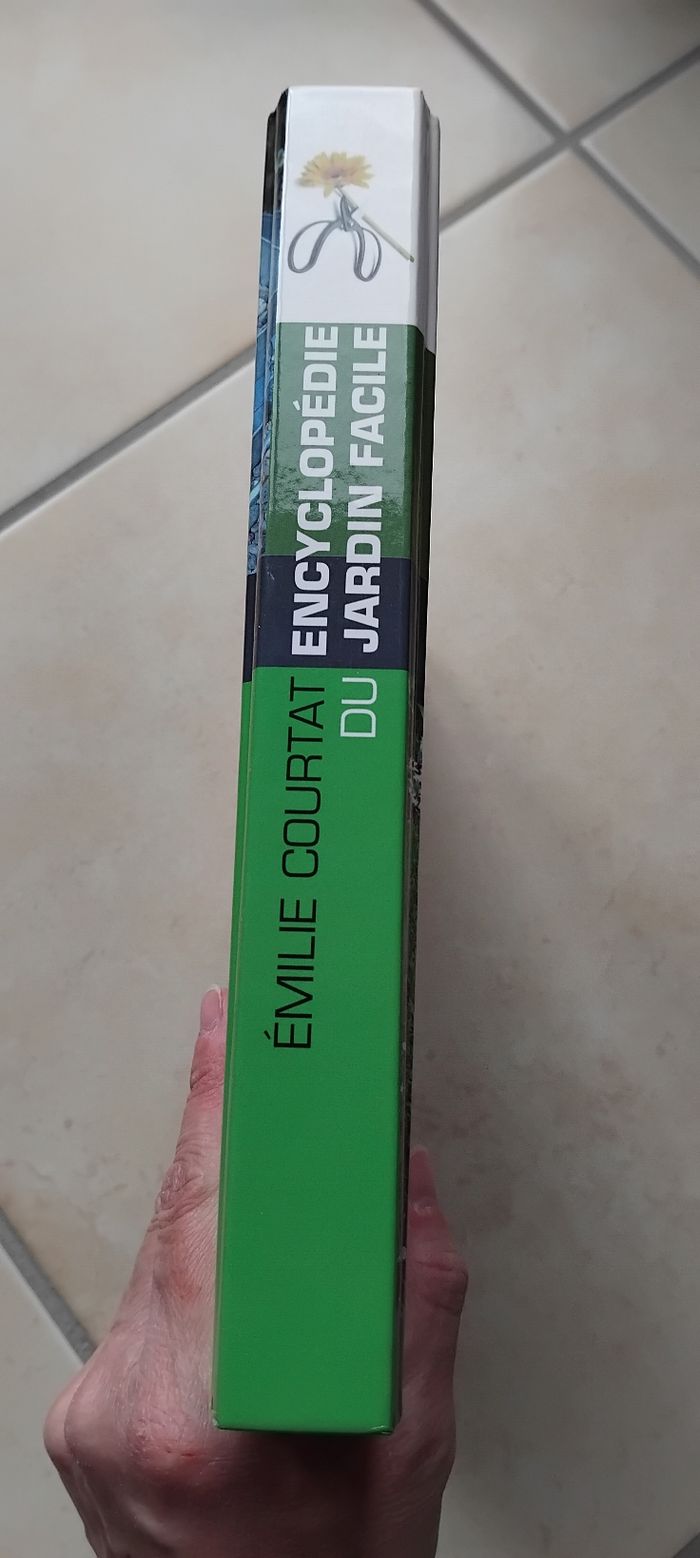 ÉMILIE COURTAT
ENCYCLOPÉDIE
DU JARDIN FACILE